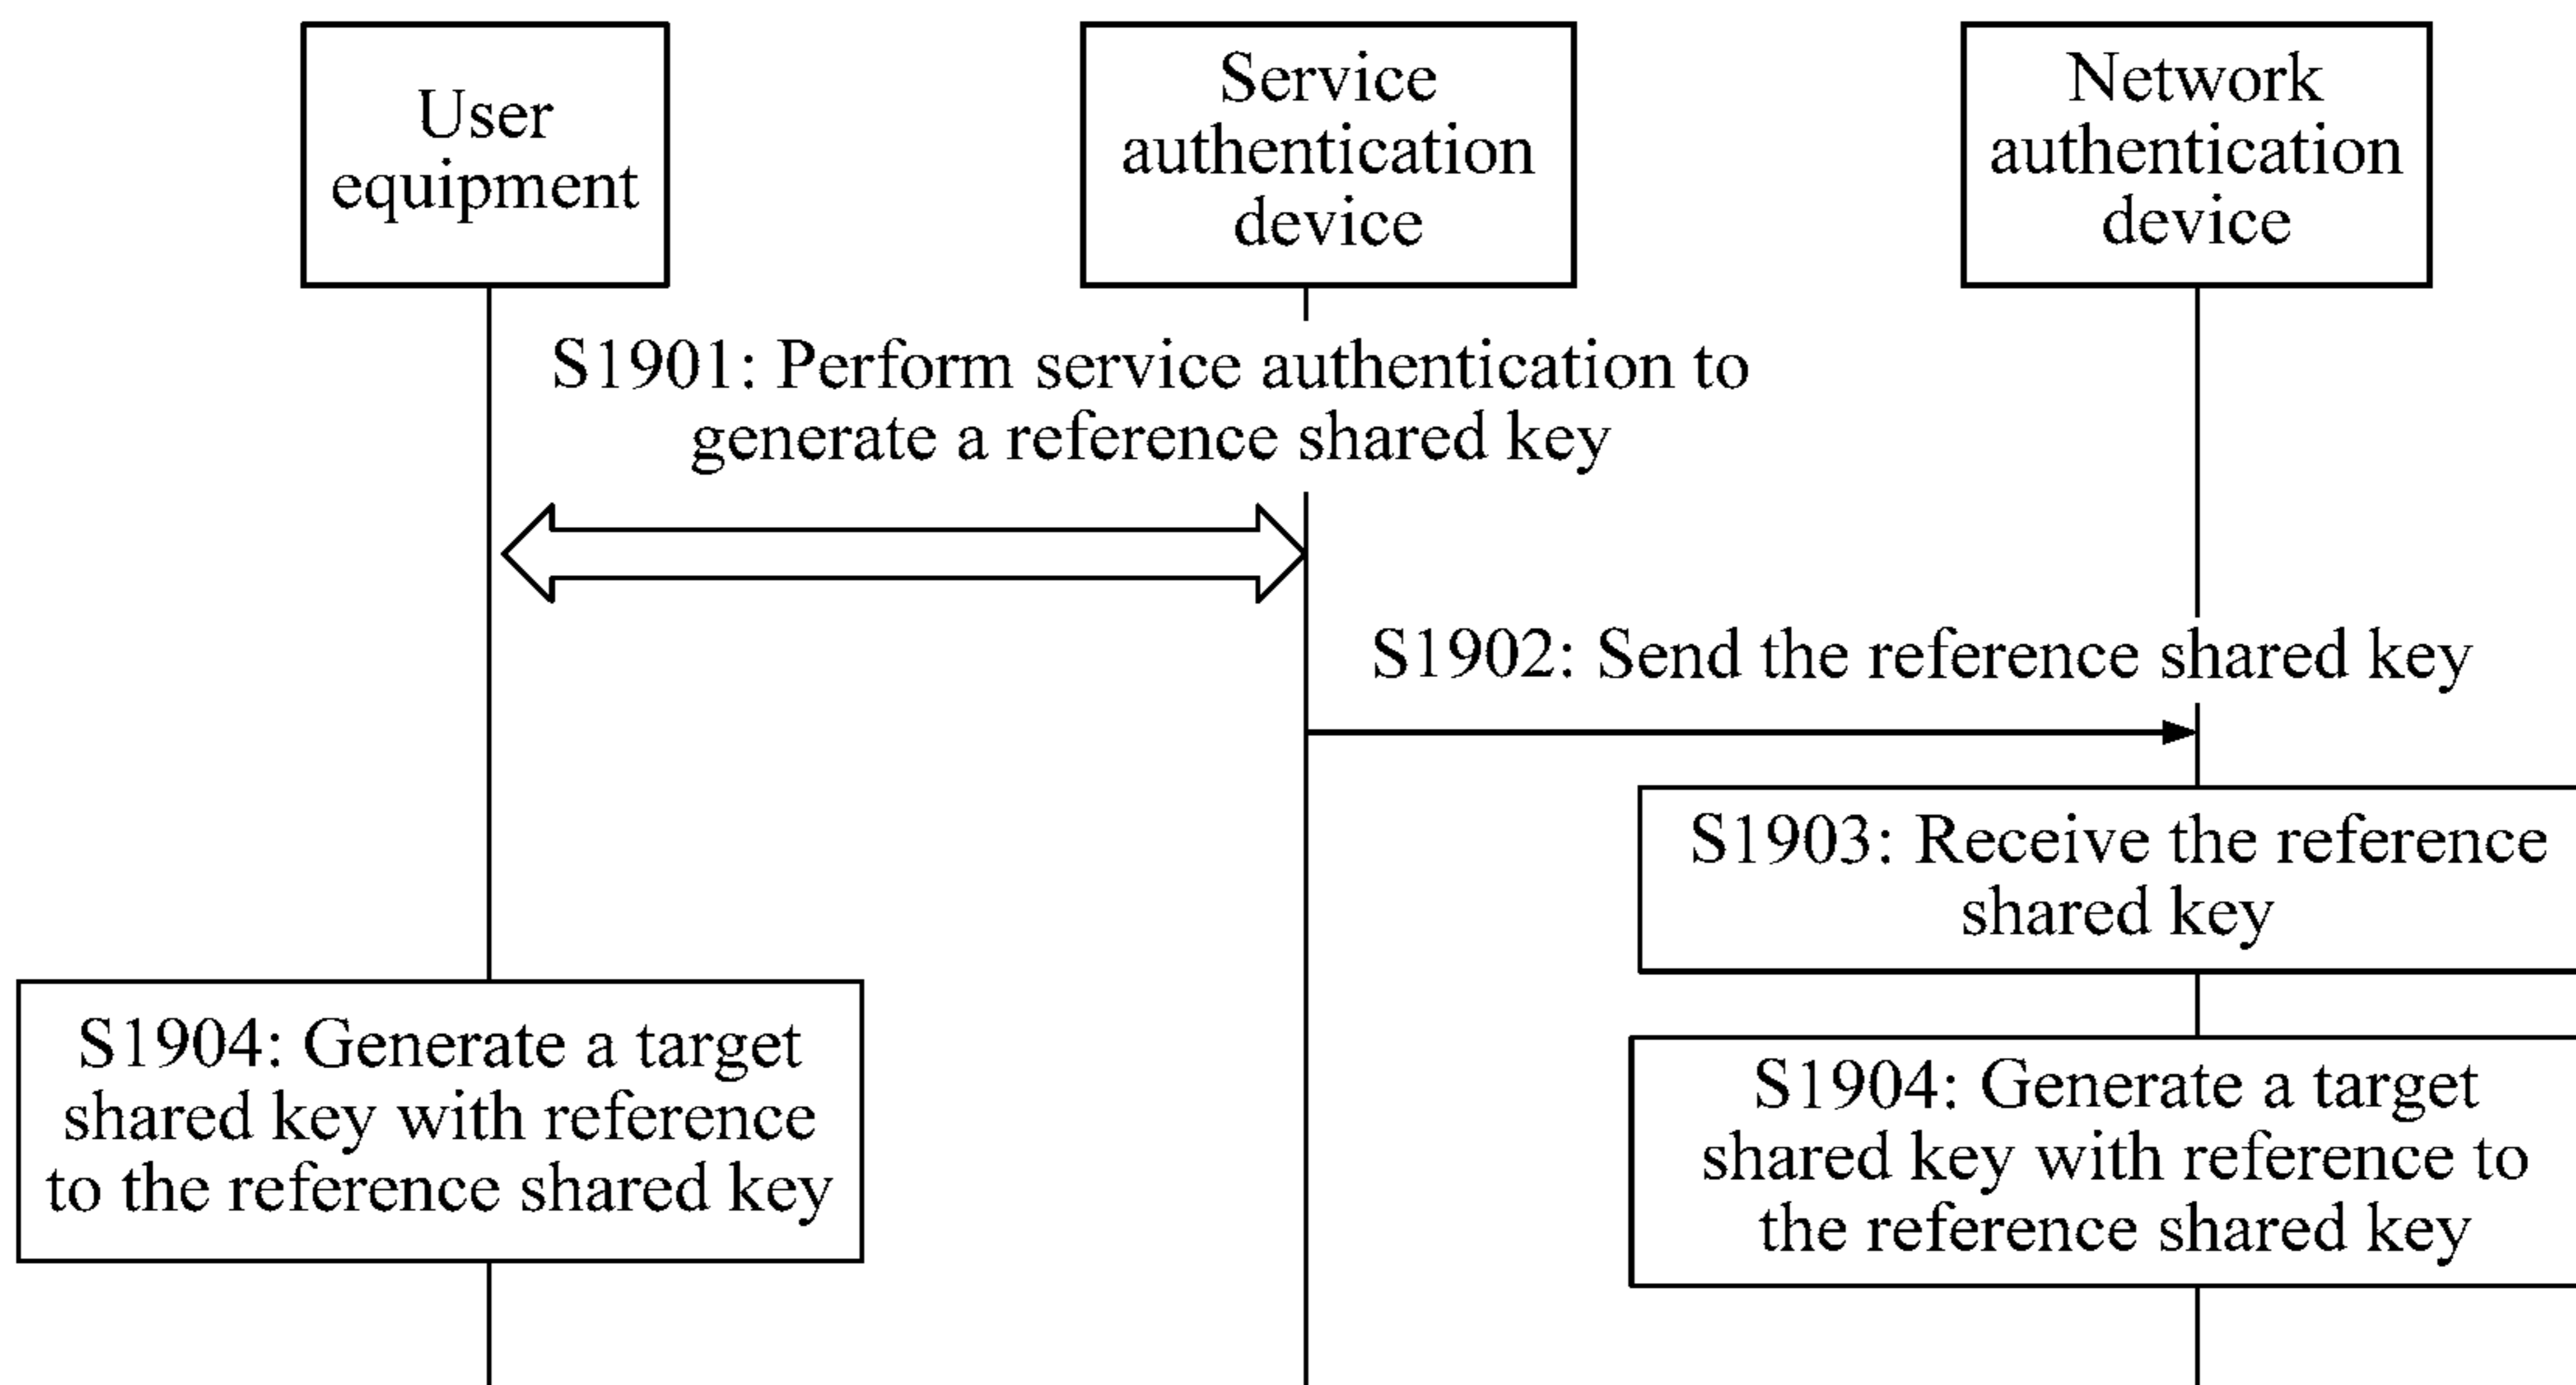 User
equipment
Service
authentication
device
Network
authentication
device
S1901: Perform service authentication to
generate a reference shared key
S1902: Send the reference shared key
S1903: Receive the reference
shared key
S1904: Generate a target
shared key with reference
to the reference shared key
S1904: Generate a target
shared key with reference to
the reference shared key